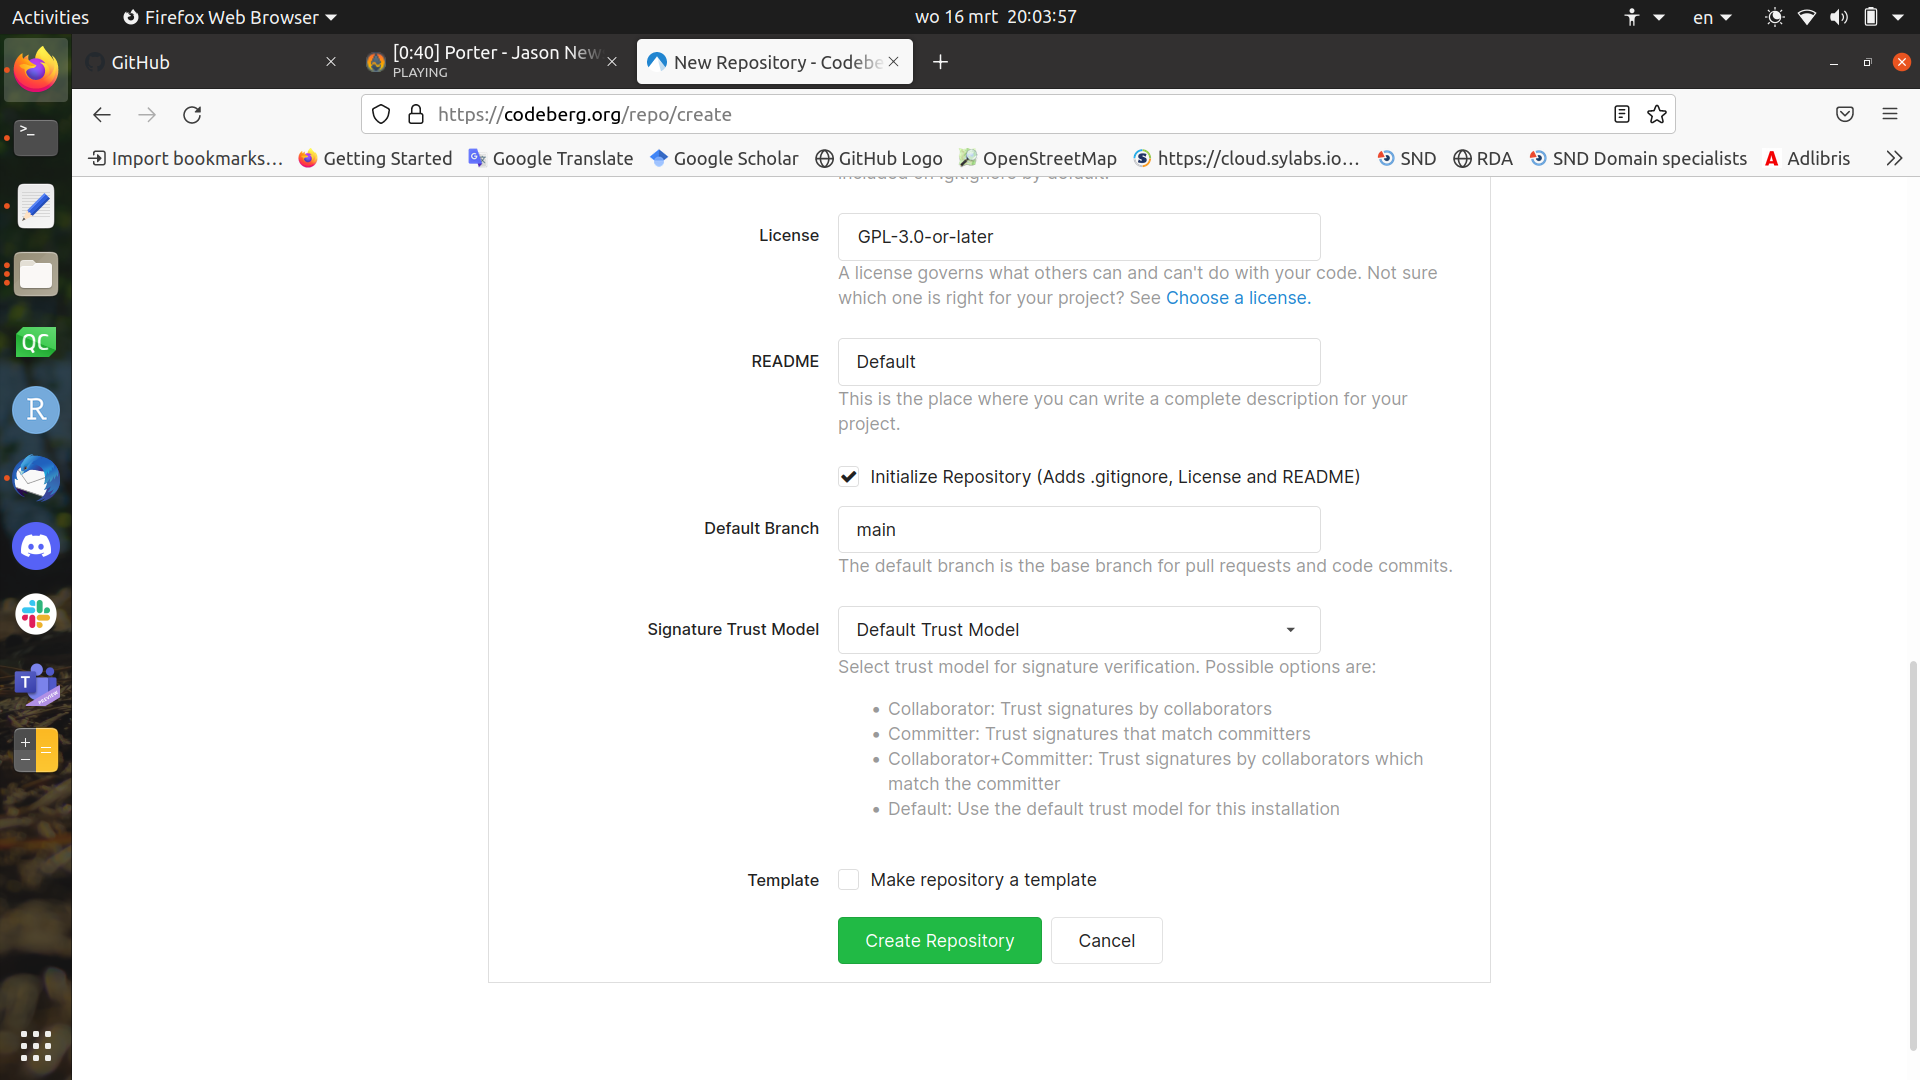 Activities
Firefox Web Browser
wo 16 mrt 20:03:57
en
GitHub
[0:40] Porter - Jason New
PLAYING
New Repository - Codebe
https://codeberg.org/repo/create
Import bookmarks…
Getting Started
Google Translate
Google Scholar
GitHub Logo
OpenStreetMap
https://cloud.sylabs.io…
SND
RDA
SND Domain specialists
Adlibris
included on .gitignore by default.
License
GPL-3.0-or-later
A license governs what others can and can't do with your code. Not sure
which one is right for your project? See Choose a license.
README
Default
This is the place where you can write a complete description for your
project.
Initialize Repository (Adds .gitignore, License and README)
Default Branch
main
The default branch is the base branch for pull requests and code commits.
Signature Trust Model
Default Trust Model
Select trust model for signature verification. Possible options are:
• Collaborator: Trust signatures by collaborators
• Committer: Trust signatures that match committers
• Collaborator+Committer: Trust signatures by collaborators which
match the committer
• Default: Use the default trust model for this installation
Template
Make repository a template
Create Repository
Cancel
>_
QC
R
T